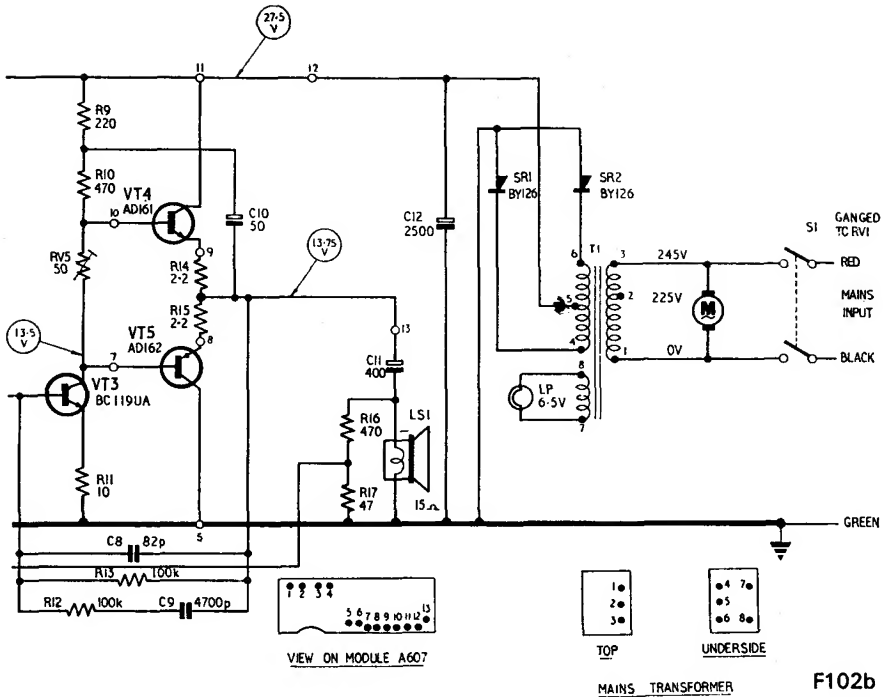 27·5
V
11
12
R9
220
R10
470
VT4
AD161
10
C10
50
C12
2500
SR1
BY126
SR2
BY126
S1
GANGED
TO RV1
RV5
50
9
R14
2·2
13·75
V
6
T1
3
245V
RED
5
2
225V
M
MAINS
INPUT
R15
2·2
13·5
V
8
VT5
AD162
7
13
4
1
0V
BLACK
C11
400
8
LP
6·5V
7
VT3
BC119UA
R16
470
LS1
R11
10
R17
47
15Ω
5
GREEN
C8
82p
R13
100k
R12
100k
C9
4700p
1 2 3 4
5 6 7 8 9 10 11 12 13
VIEW ON MODULE A607
1
2
3
TOP
4 7
5
6 8
UNDERSIDE
MAINS TRANSFORMER
F102b